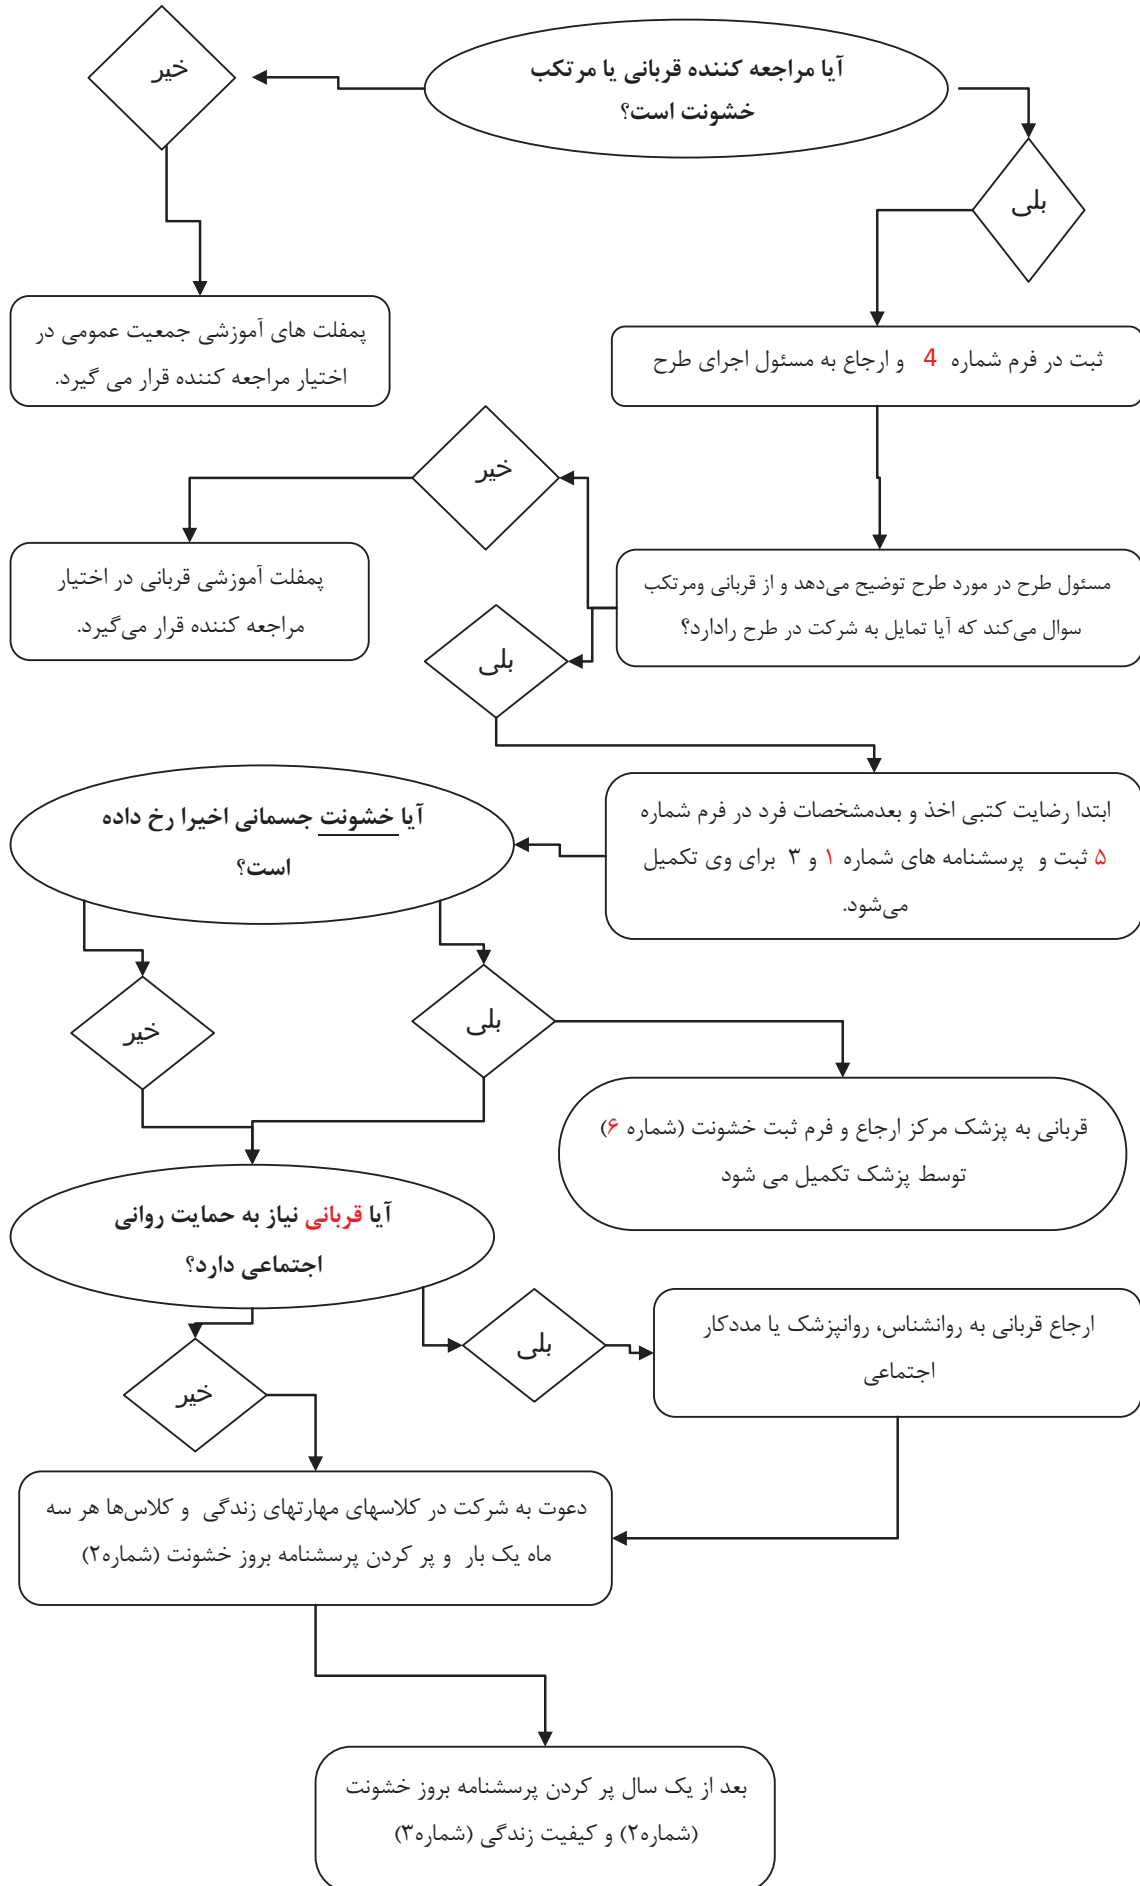 آیا مراجعه کننده قربانی یا مرتکب
خشونت است؟
خیر
بلی
پمفلت های آموزشی جمعیت عمومی در
اختیار مراجعه کننده قرار می گیرد.
ثبت در فرم شماره 4 و ارجاع به مسئول اجرای طرح
خیر
پمفلت آموزشی قربانی در اختیار
مراجعه کننده قرار می‌گیرد.
مسئول طرح در مورد طرح توضیح می‌دهد و از قربانی ومرتکب
سوال می‌کند که آیا تمایل به شرکت در طرح رادارد؟
بلی
ابتدا رضایت کتبی اخذ و بعدمشخصات فرد در فرم شماره
۵ ثبت و پرسشنامه های شماره ۱ و ۳ برای وی تکمیل
می‌شود.
آیا خشونت جسمانی اخیرا رخ داده
است؟
خیر
بلی
قربانی به پزشک مرکز ارجاع و فرم ثبت خشونت (شماره ۶)
توسط پزشک تکمیل می شود
آیا قربانی نیاز به حمایت روانی
اجتماعی دارد؟
بلی
ارجاع قربانی به روانشناس، روانپزشک یا مددکار
اجتماعی
خیر
دعوت به شرکت در کلاسهای مهارتهای زندگی و کلاس‌ها هر سه
ماه یک بار و پر کردن پرسشنامه بروز خشونت (شماره۲)
بعد از یک سال پر کردن پرسشنامه بروز خشونت
(شماره۲) و کیفیت زندگی (شماره۳)